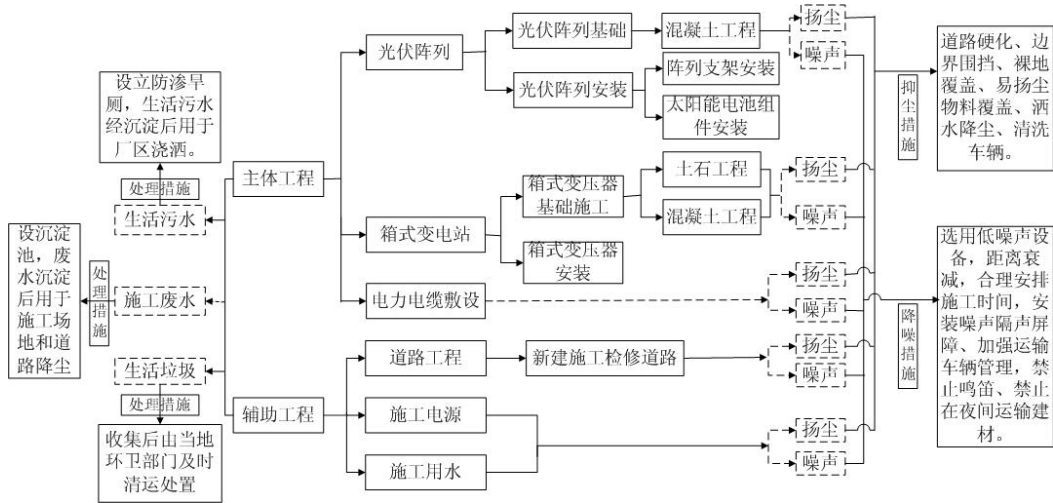 设立防渗旱
厕，生活污水
经沉淀后用于
厂区浇洒。
处理措施
生活污水
设沉淀
池，废
水沉淀
后用于
施工场
地和道
路降尘
处理措施
施工废水
生活垃圾
处理措施
收集后由当地
环卫部门及时
清运处置
主体工程
辅助工程
光伏阵列
光伏阵列基础
混凝土工程
扬尘
噪声
光伏阵列安装
阵列支架安装
太阳能电池组
件安装
箱式变电站
箱式变压器
基础施工
土石工程
混凝土工程
扬尘
噪声
箱式变压器
安装
电力电缆敷设
扬尘
噪声
道路工程
新建施工检修道路
扬尘
噪声
施工电源
施工用水
扬尘
噪声
抑尘措施
道路硬化、边
界围挡、裸地
覆盖、易扬尘
物料覆盖、洒
水降尘、清洗
车辆。
降噪措施
选用低噪声设
备，距离衰
减，合理安排
施工时间，安
装噪声隔声屏
障、加强运输
车辆管理，禁
止鸣笛、禁止
在夜间运输建
材。